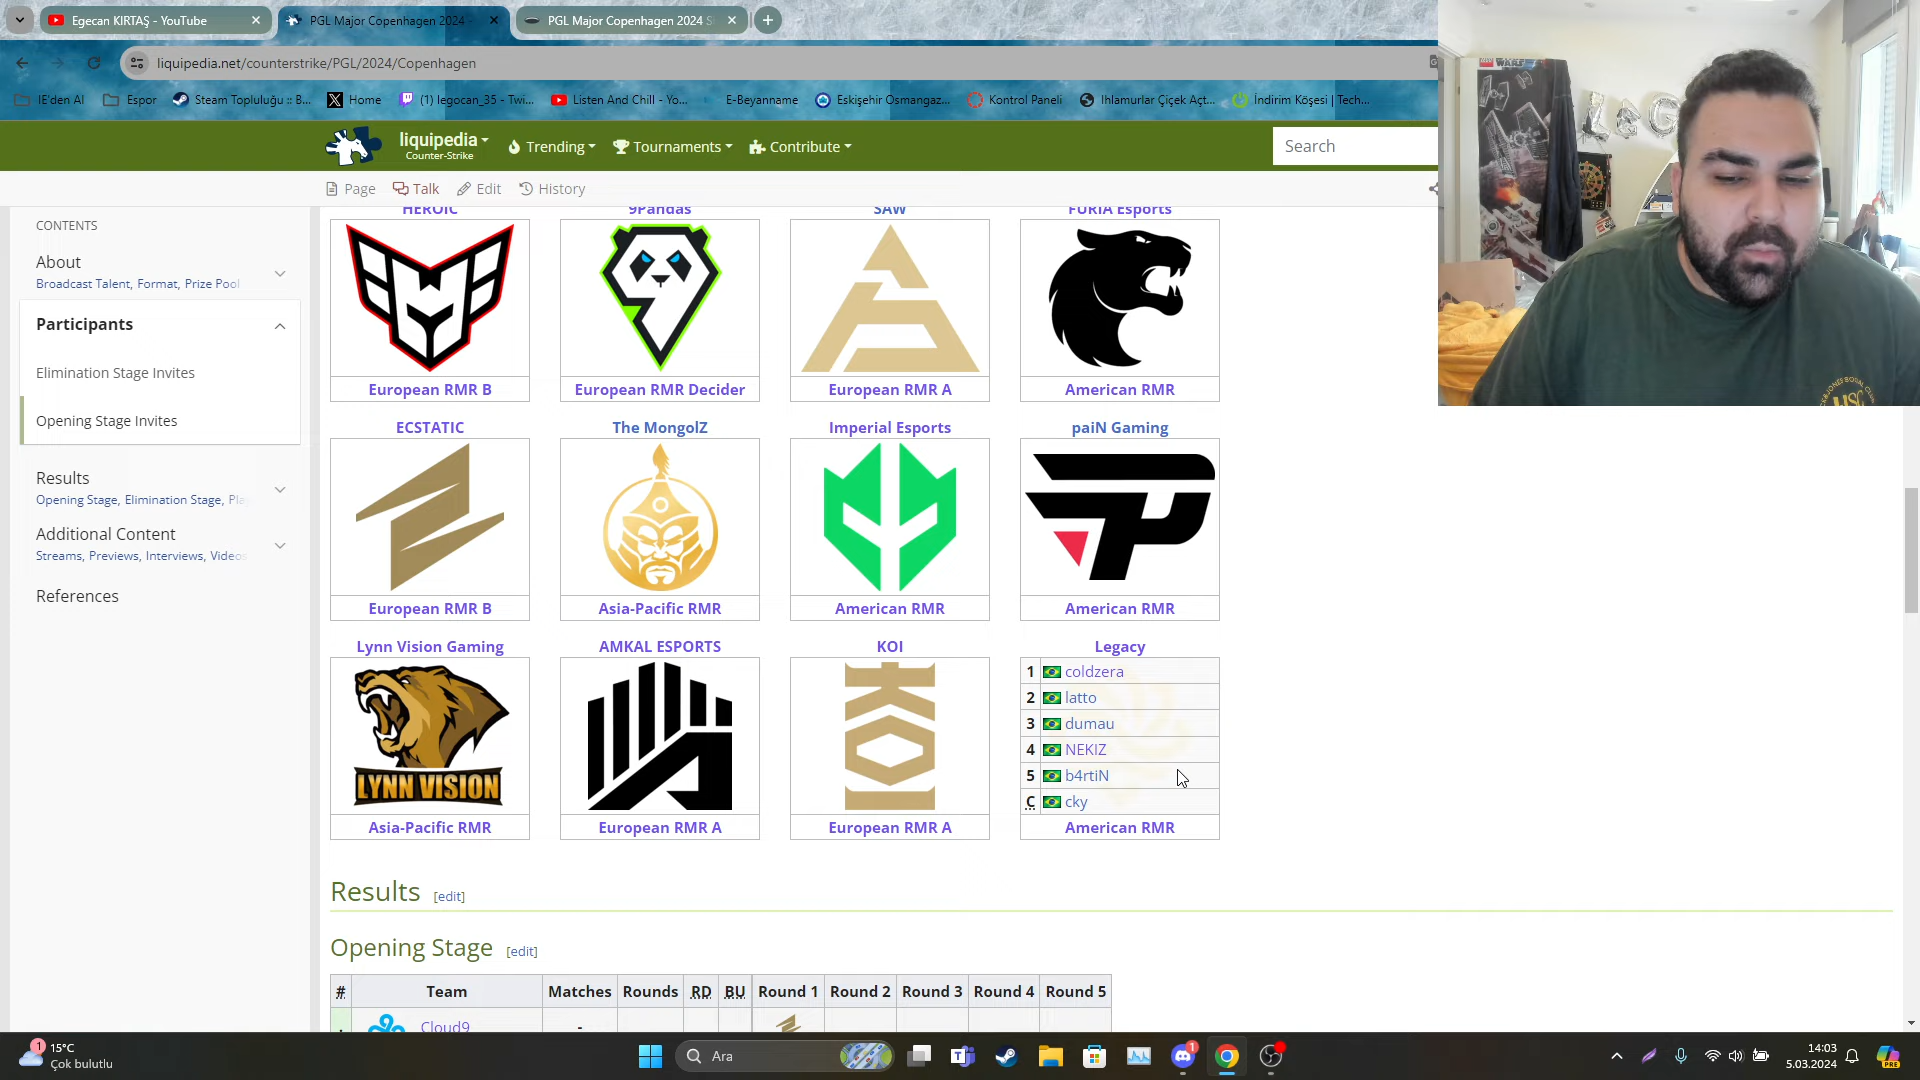 Egecan KIRTAŞ - YouTube
PGL Major Copenhagen 2024 -
PGL Major Copenhagen 2024 S
liquipedia.net/counterstrike/PGL/2024/Copenhagen
IE'den Al
Espor
Steam Topluluğu :: B...
Home
(1) legocan_35 - Twi...
Listen And Chill - Yo...
E-Beyanname
Eskişehir Osmangaz...
Kontrol Paneli
Ihlamurlar Çiçek Açt...
İndirim Köşesi | Tech...
liquipedia
Counter-Strike
Trending
Tournaments
Contribute
Search
Page
Talk
Edit
History
CONTENTS
About
Broadcast Talent, Format, Prize Pool
Participants
Elimination Stage Invites
Opening Stage Invites
Results
Opening Stage, Elimination Stage, Pla
Additional Content
Streams, Previews, Interviews, Videos
References
HEROIC
9Pandas
SAW
FURIA Esports
European RMR B
European RMR Decider
European RMR A
American RMR
ECSTATIC
The MongolZ
Imperial Esports
paiN Gaming
European RMR B
Asia-Pacific RMR
American RMR
American RMR
Lynn Vision Gaming
AMKAL ESPORTS
KOI
Legacy
LYNN VISION
KOI
1 coldzera
2 latto
3 dumau
4 NEKIZ
5 b4rtiN
C cky
Asia-Pacific RMR
European RMR A
European RMR A
American RMR
Results [edit]
Opening Stage [edit]
# Team Matches Rounds RD BU Round 1 Round 2 Round 3 Round 4 Round 5
Cloud9 -
1
15°C
Çok bulutlu
Ara
1
14:03
5.03.2024
PRE